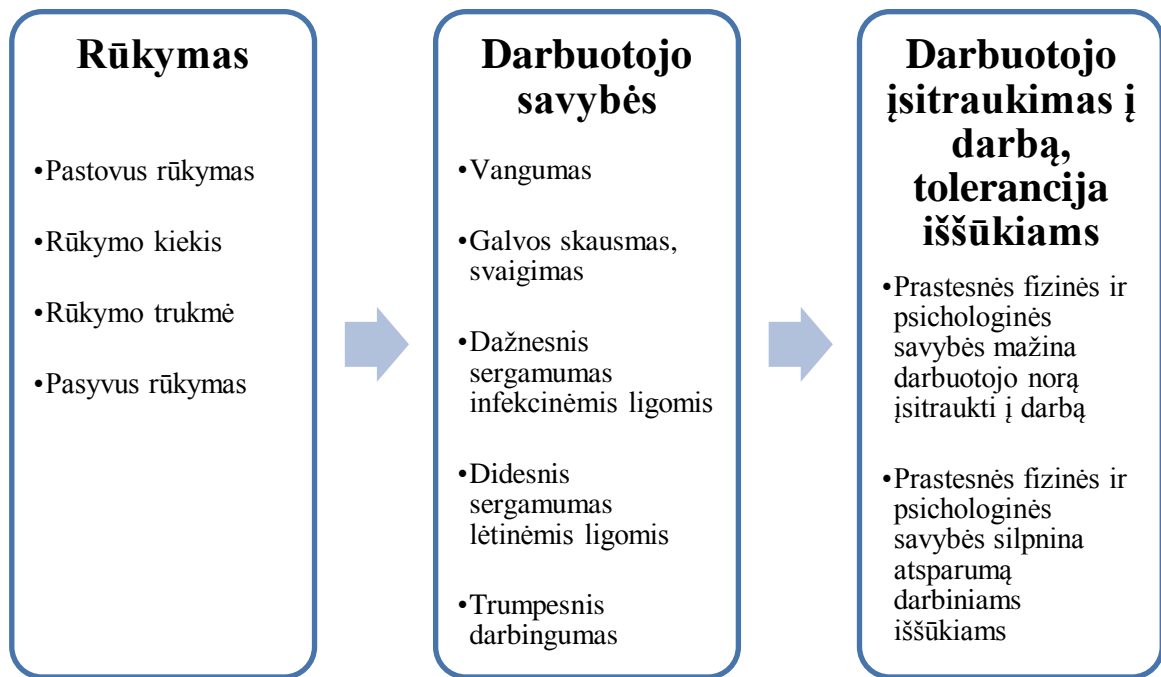 Rūkymas
•Pastovus rūkymas
•Rūkymo kiekis
•Rūkymo trukmė
•Pasyvus rūkymas
Darbuotojo
savybės
•Vangumas
•Galvos skausmas,
svaigimas
•Dažnesnis
sergamumas
infekcinėmis ligomis
•Didesnis
sergamumas
lėtinėmis ligomis
•Trumpesnis
darbingumas
Darbuotojo
įsitraukimas į
darbą,
tolerancija
iššūkiams
•Prastesnės fizinės ir
psichologinės
savybės mažina
darbuotojo norą
įsitraukti į darbą
•Prastesnės fizinės ir
psichologinės
savybės silpnina
atsparumą
darbiniams
iššūkiams